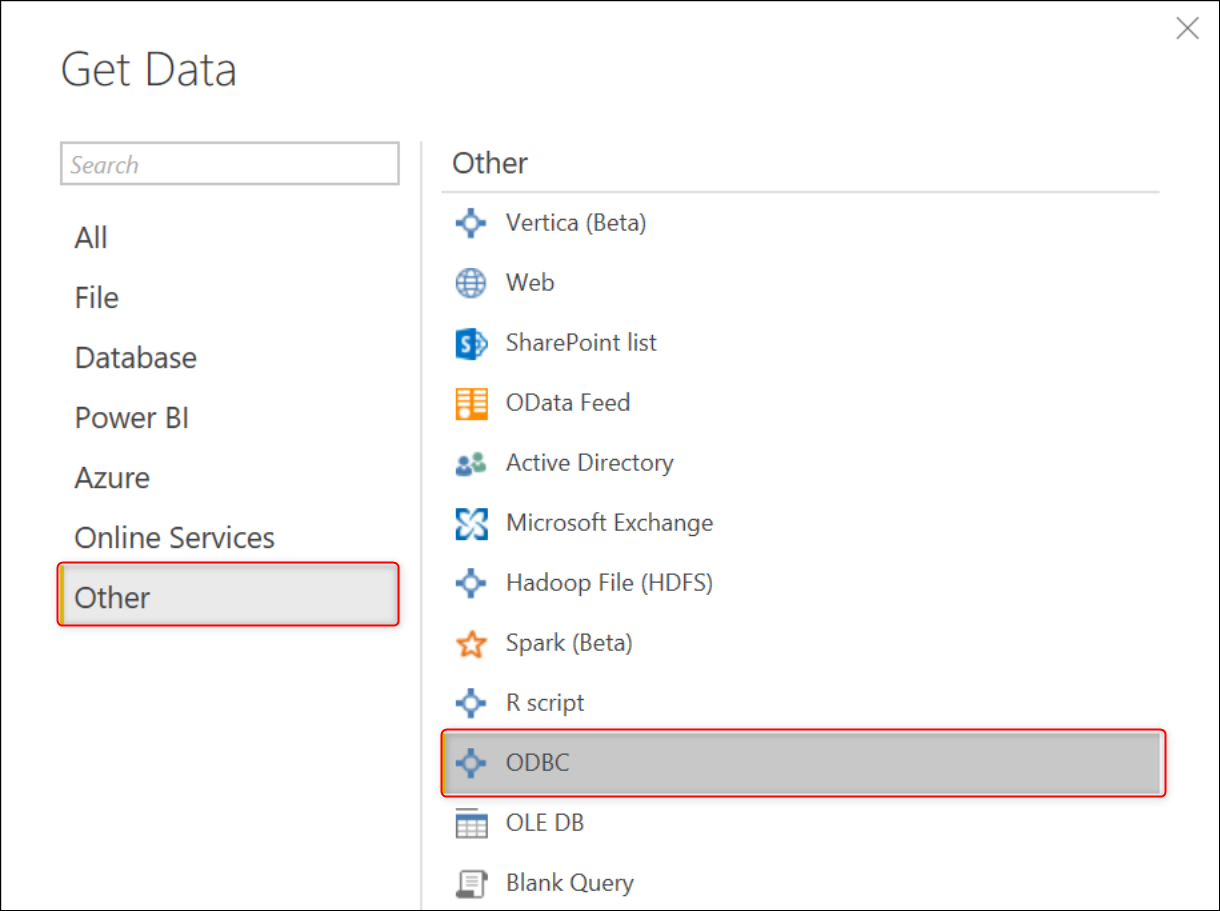 Get Data
Search
All
File
Database
Power BI
Azure
Online Services
Other
Other
Vertica (Beta)
Web
SharePoint list
OData Feed
Active Directory
Microsoft Exchange
Hadoop File (HDFS)
Spark (Beta)
R script
ODBC
OLE DB
Blank Query